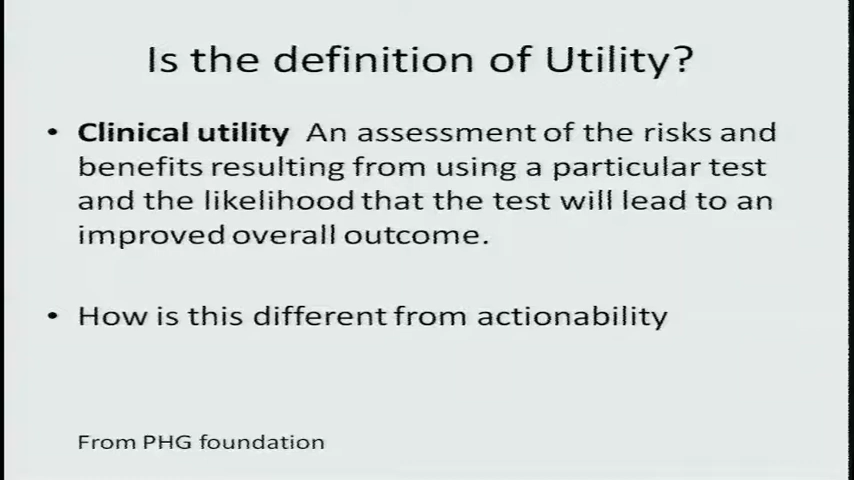 Is the definition of Utility?
• Clinical utility An assessment of the risks and
benefits resulting from using a particular test
and the likelihood that the test will lead to an
improved overall outcome.
• How is this different from actionability
From PHG foundation